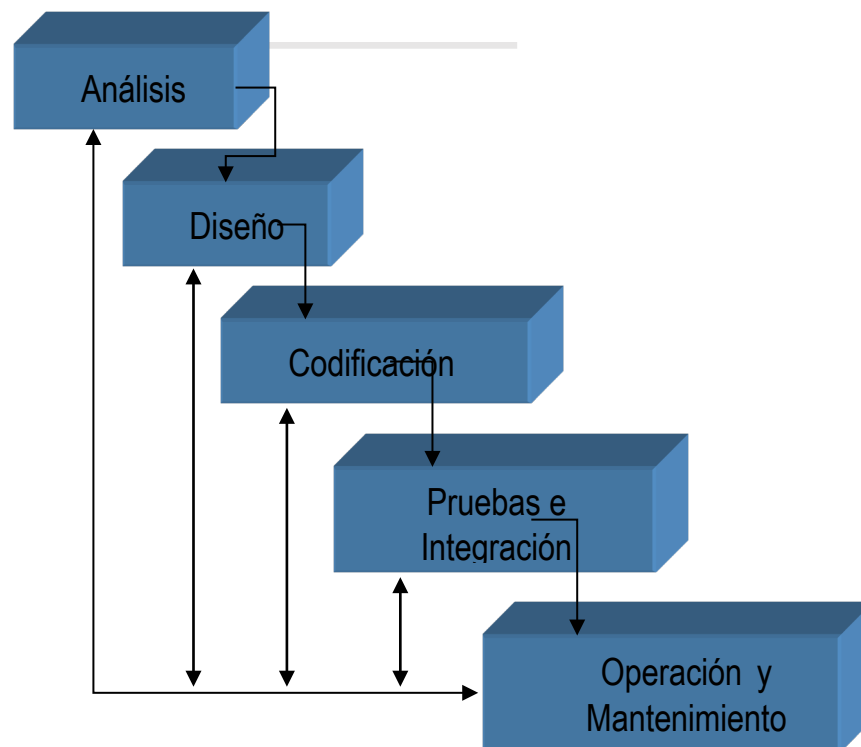 Análisis
Diseño
Codificación
Pruebas e
Integración
Operación y
Mantenimiento